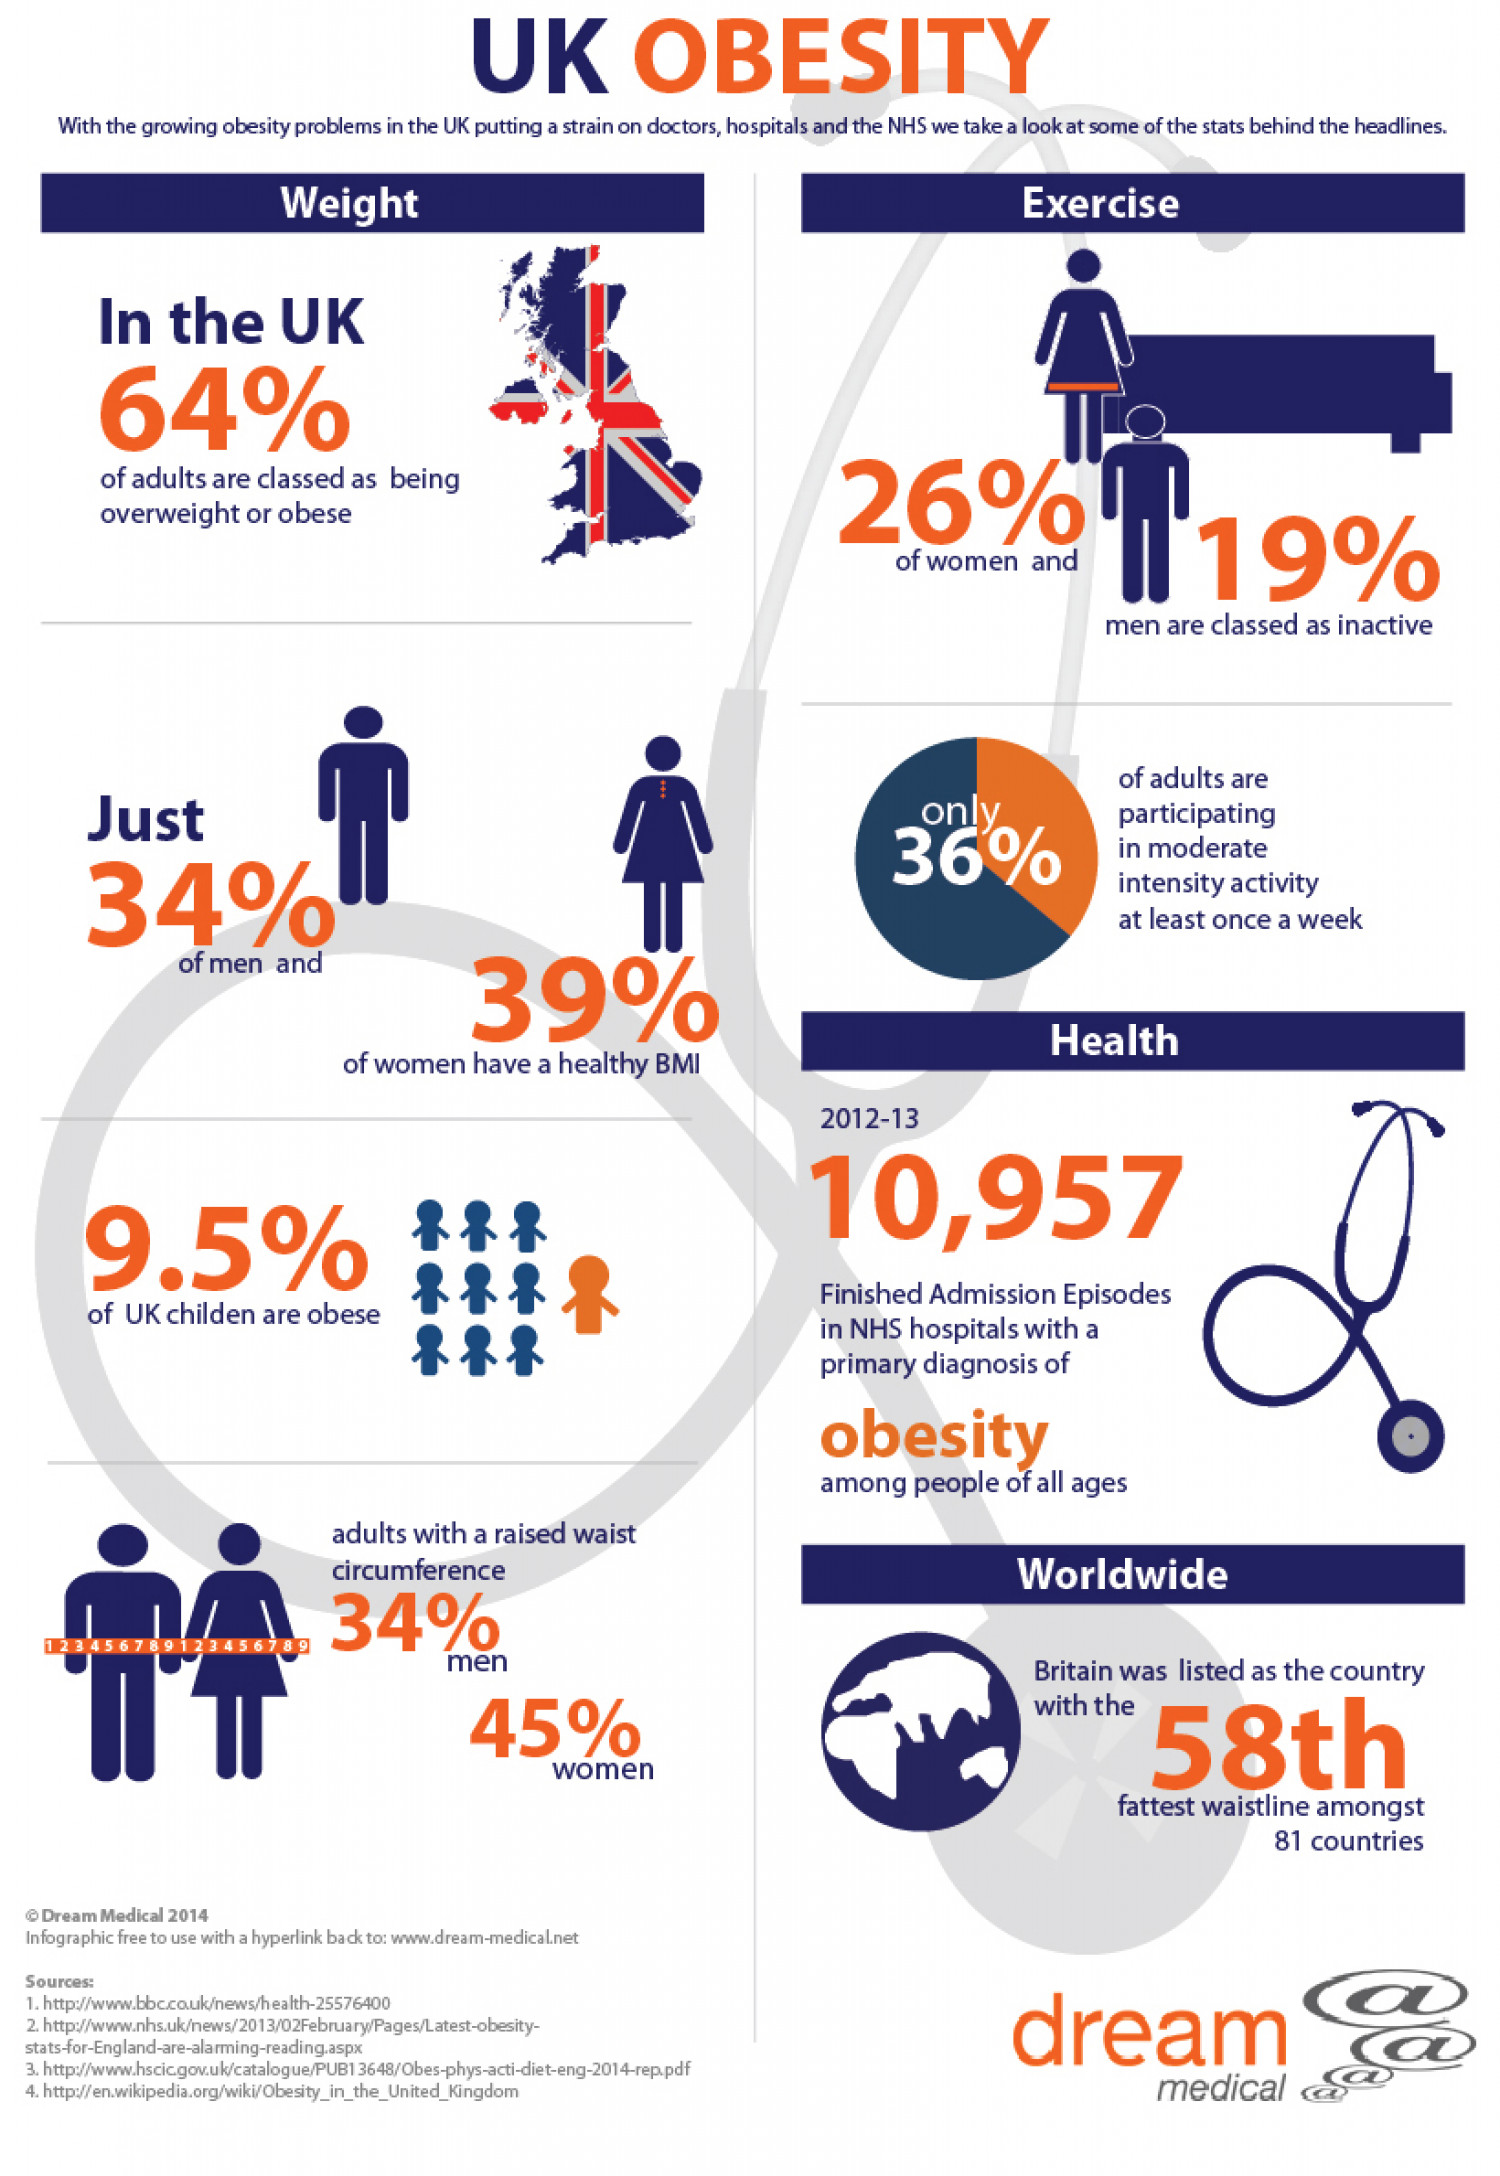 UK OBESITY
With the growing obesity problems in the UK putting a strain on doctors, hospitals and the NHS we take a look at some of the stats behind the headlines.
Weight
In the UK
64%
of adults are classed as being
overweight or obese
Just
34%
of men and
39%
of women have a healthy BMI
9.5%
of UK childen are obese
adults with a raised waist
circumference
1 2 3 4 5 6 7 8 9 1 2 3 4 5 6 7 8 9
34%
men
45%
women
Exercise
26%
of women and
19%
men are classed as inactive
only
36%
of adults are
participating
in moderate
intensity activity
at least once a week
Health
2012-13
10,957
Finished Admission Episodes
in NHS hospitals with a
primary diagnosis of
obesity
among people of all ages
Worldwide
Britain was listed as the country
with the
58th
fattest waistline amongst
81 countries
© Dream Medical 2014
Infographic free to use with a hyperlink back to: www.dream-medical.net
Sources:
1. http://www.bbc.co.uk/news/health-25576400
2. http://www.nhs.uk/news/2013/02February/Pages/Latest-obesity-
stats-for-England-are-alarming-reading.aspx
3. http://www.hscic.gov.uk/catalogue/PUB13648/Obes-phys-acti-diet-eng-2014-rep.pdf
4. http://en.wikipedia.org/wiki/Obesity_in_the_United_Kingdom
dream
medical
@
@
@
@